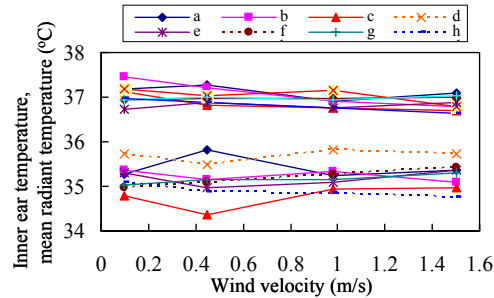 a b c d
e f g h
Inner ear temperature,
mean radiant temperature (ºC)
38
37
36
35
34
0 0.2 0.4 0.6 0.8 1 1.2 1.4 1.6
Wind velocity (m/s)